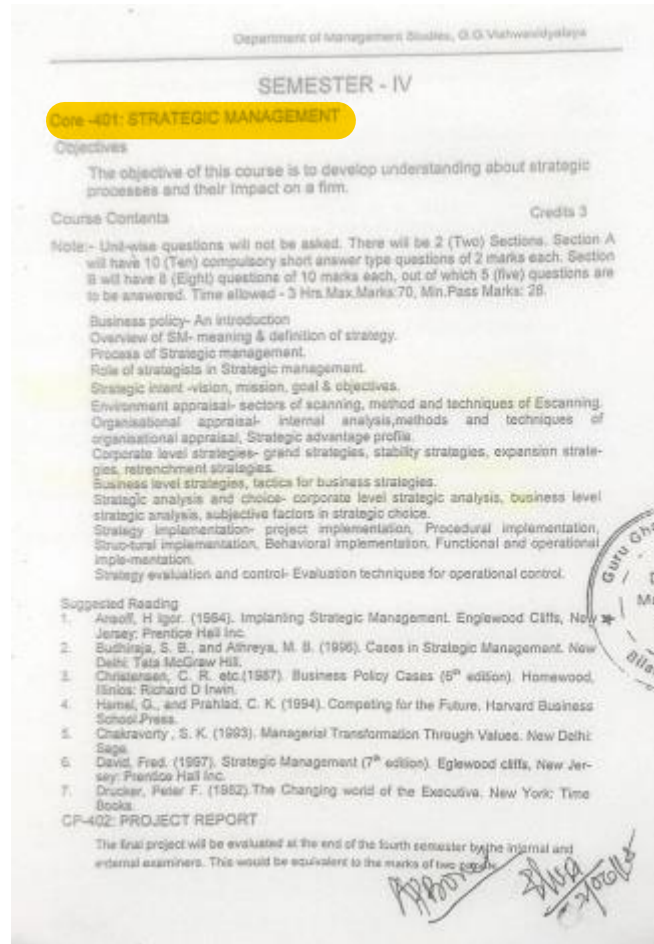 Department of Management Studies, G.G.Vishwavidyalaya
SEMESTER - IV
Core -401: STRATEGIC MANAGEMENT
Objectives
The objective of this course is to develop understanding about strategic
processes and their impact on a firm.
Course Contents Credits 3
Note:- Unit-wise questions will not be asked. There will be 2 (Two) Sections. Section A
will have 10 (Ten) compulsory short answer type questions of 2 marks each. Section
B will have 8 (Eight) questions of 10 marks each, out of which 5 (five) questions are
to be answered. Time allowed - 3 Hrs.Max.Marks:70, Min.Pass Marks: 28.
Business policy- An introduction
Overview of SM- meaning & definition of strategy.
Process of Strategic management.
Role of strategists in Strategic management.
Strategic intent -vision, mission, goal & objectives.
Environment appraisal- sectors of scanning, method and techniques of Escanning.
Organisational appraisal- internal analysis,methods and techniques of
organisational appraisal, Strategic advantage profile.
Corporate level strategies- grand strategies, stability strategies, expansion strate-
gies, retrenchment strategies.
Business level strategies, tactics for business strategies.
Strategic analysis and choice- corporate level strategic analysis, business level
strategic analysis, subjective factors in strategic choice.
Strategy implementation- project implementation, Procedural implementation,
Struc-tural implementation, Behavioral implementation, Functional and operational
imple-mentation.
Strategy evaluation and control- Evaluation techniques for operational control.
Suggested Reading
1. Ansoff, H Igor. (1984). Implanting Strategic Management. Englewood Cliffs, New
Jersey: Prentice Hall Inc.
2. Budhiraja, S. B., and Athreya, M. B. (1996). Cases in Strategic Management. New
Delhi: Tata McGraw Hill.
3. Christensen, C. R. etc.(1987). Business Policy Cases (6th edition). Homewood,
Illinios: Richard D Irwin.
4. Hamel, G., and Prahlad, C. K. (1994). Competing for the Future. Harvard Business
School Press.
5. Chakravorty, S. K. (1993). Managerial Transformation Through Values. New Delhi:
Sage.
6. David, Fred. (1997). Strategic Management (7th edition). Eglewood cliffs, New Jer-
sey: Prentice Hall Inc.
7. Drucker, Peter F. (1982).The Changing world of the Executive. New York: Time
Books.
CP-402: PROJECT REPORT
The final project will be evaluated at the end of the fourth semester by the internal and
external examiners. This would be equivalent to the marks of two
Guru
Approved